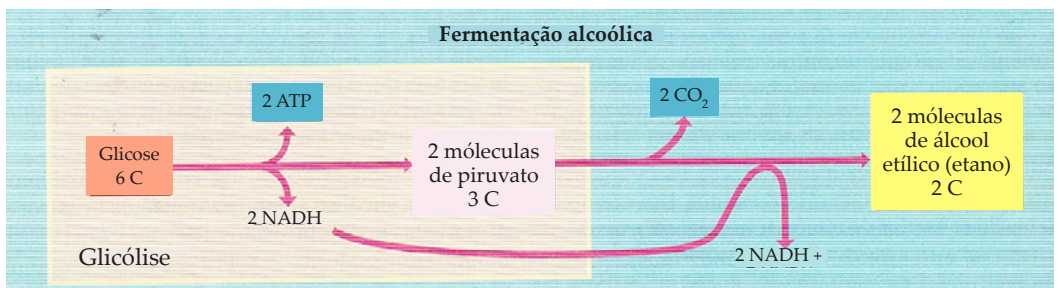 Fermentação alcoólica
2 ATP
2 CO₂
Glicose
6 C
2 móleculas
de piruvato
3 C
2 móleculas
de álcool
etílico (etano)
2 C
2 NADH
Glicólise
2 NADH +